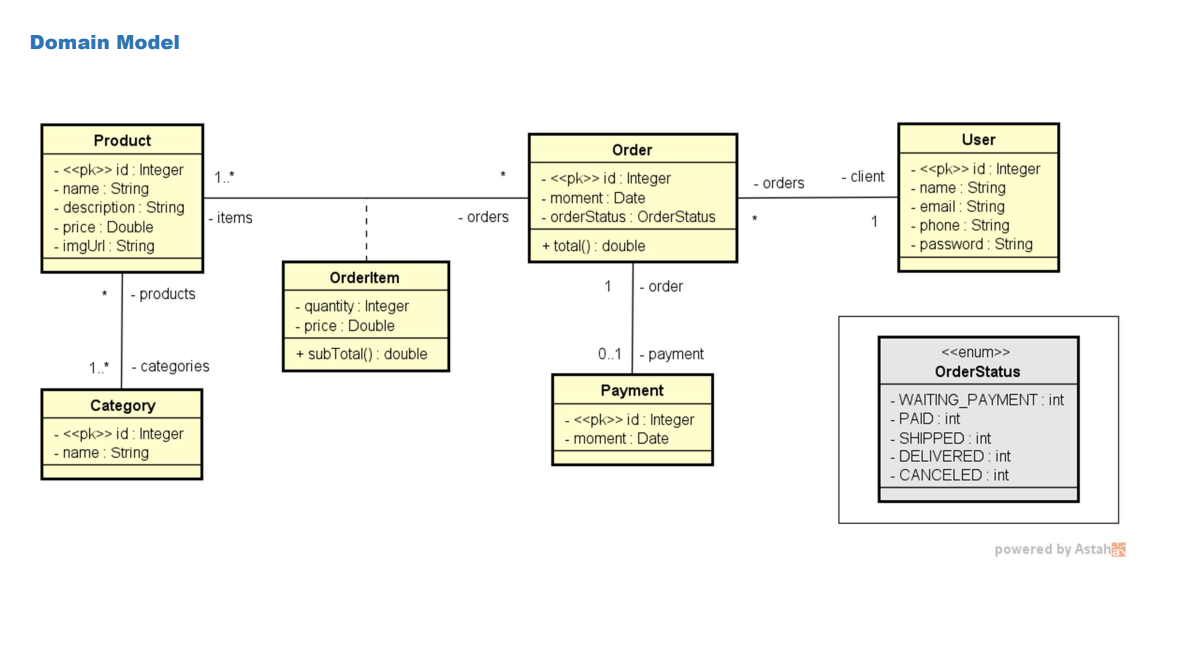 Domain Model
Product
- <<pk>> id : Integer
- name : String
- description : String
- price : Double
- imgUrl : String
1..*
- items
*
- orders
Order
- <<pk>> id : Integer
- moment : Date
- orderStatus : OrderStatus
+ total() : double
- orders
*
- client
1
User
- <<pk>> id : Integer
- name : String
- email : String
- phone : String
- password : String
OrderItem
- quantity : Integer
- price : Double
+ subTotal() : double
* - products
1..* - categories
Category
- <<pk>> id : Integer
- name : String
1 - order
0..1 - payment
Payment
- <<pk>> id : Integer
- moment : Date
<<enum>>
OrderStatus
- WAITING_PAYMENT : int
- PAID : int
- SHIPPED : int
- DELIVERED : int
- CANCELED : int
powered by Astah